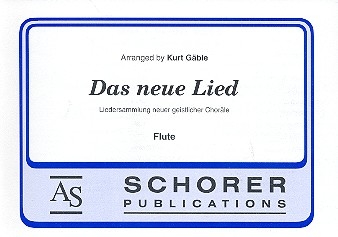 Arranged by Kurt Gäble
Das neue Lied
Liedersammlung neuer geistlicher Choräle
Flute
AS
SCHORER
PUBLICATIONS